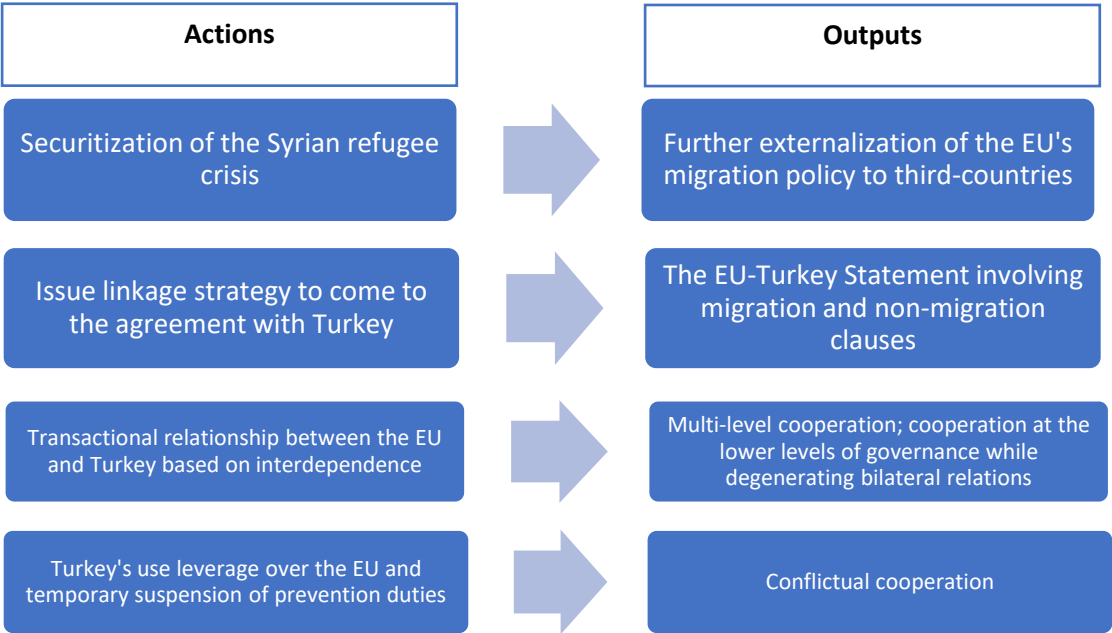 Actions
Outputs
Securitization of the Syrian refugee
crisis
Further externalization of the EU's
migration policy to third-countries
Issue linkage strategy to come to
the agreement with Turkey
The EU-Turkey Statement involving
migration and non-migration
clauses
Transactional relationship between the EU
and Turkey based on interdependence
Multi-level cooperation; cooperation at the
lower levels of governance while
degenerating bilateral relations
Turkey's use leverage over the EU and
temporary suspension of prevention duties
Conflictual cooperation